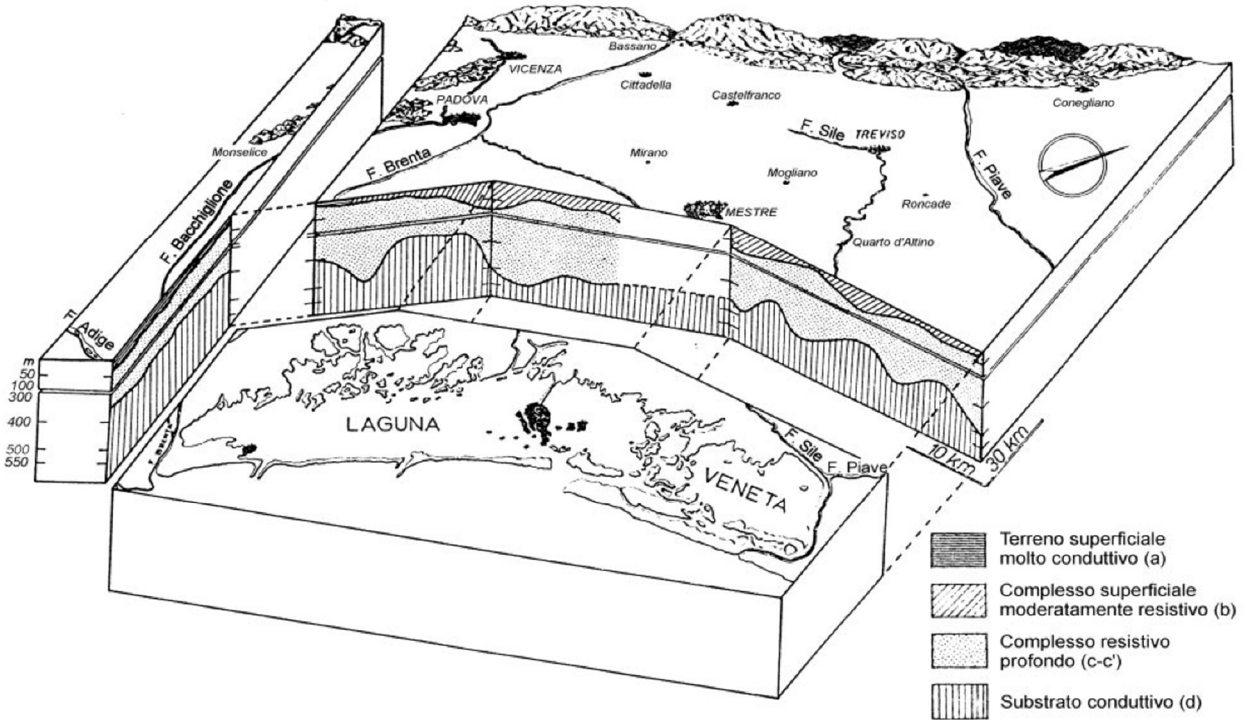 Bassano
VICENZA
Cittadella
Castelfranco
Conegliano
PADOVA
F. Sile
TREVISO
Monselice
F. Brenta
Mirano
Mogliano
F. Piave
Roncade
MESTRE
F. Bacchiglione
Quarto d'Altino
F. Adige
m
50
100
300
400
500
550
LAGUNA
VENETA
F. BRENTA
F. Sile
F. Piave
10 km
30 km
Terreno superficiale
molto conduttivo (a)
Complesso superficiale
moderatamente resistivo (b)
Complesso resistivo
profondo (c-c')
Substrato conduttivo (d)